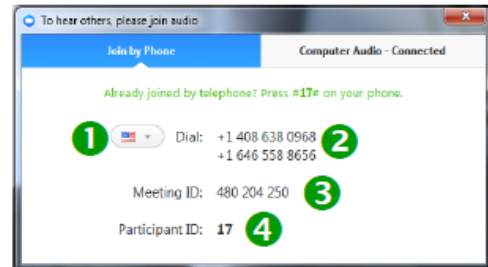 To hear others, please join audio
Join by Phone
Computer Audio - Connected
Already joined by telephone? Press #17# on your phone.
1 Dial: +1 408 638 0968 2
+1 646 558 8656
Meeting ID: 480 204 250 3
Participant ID: 17 4